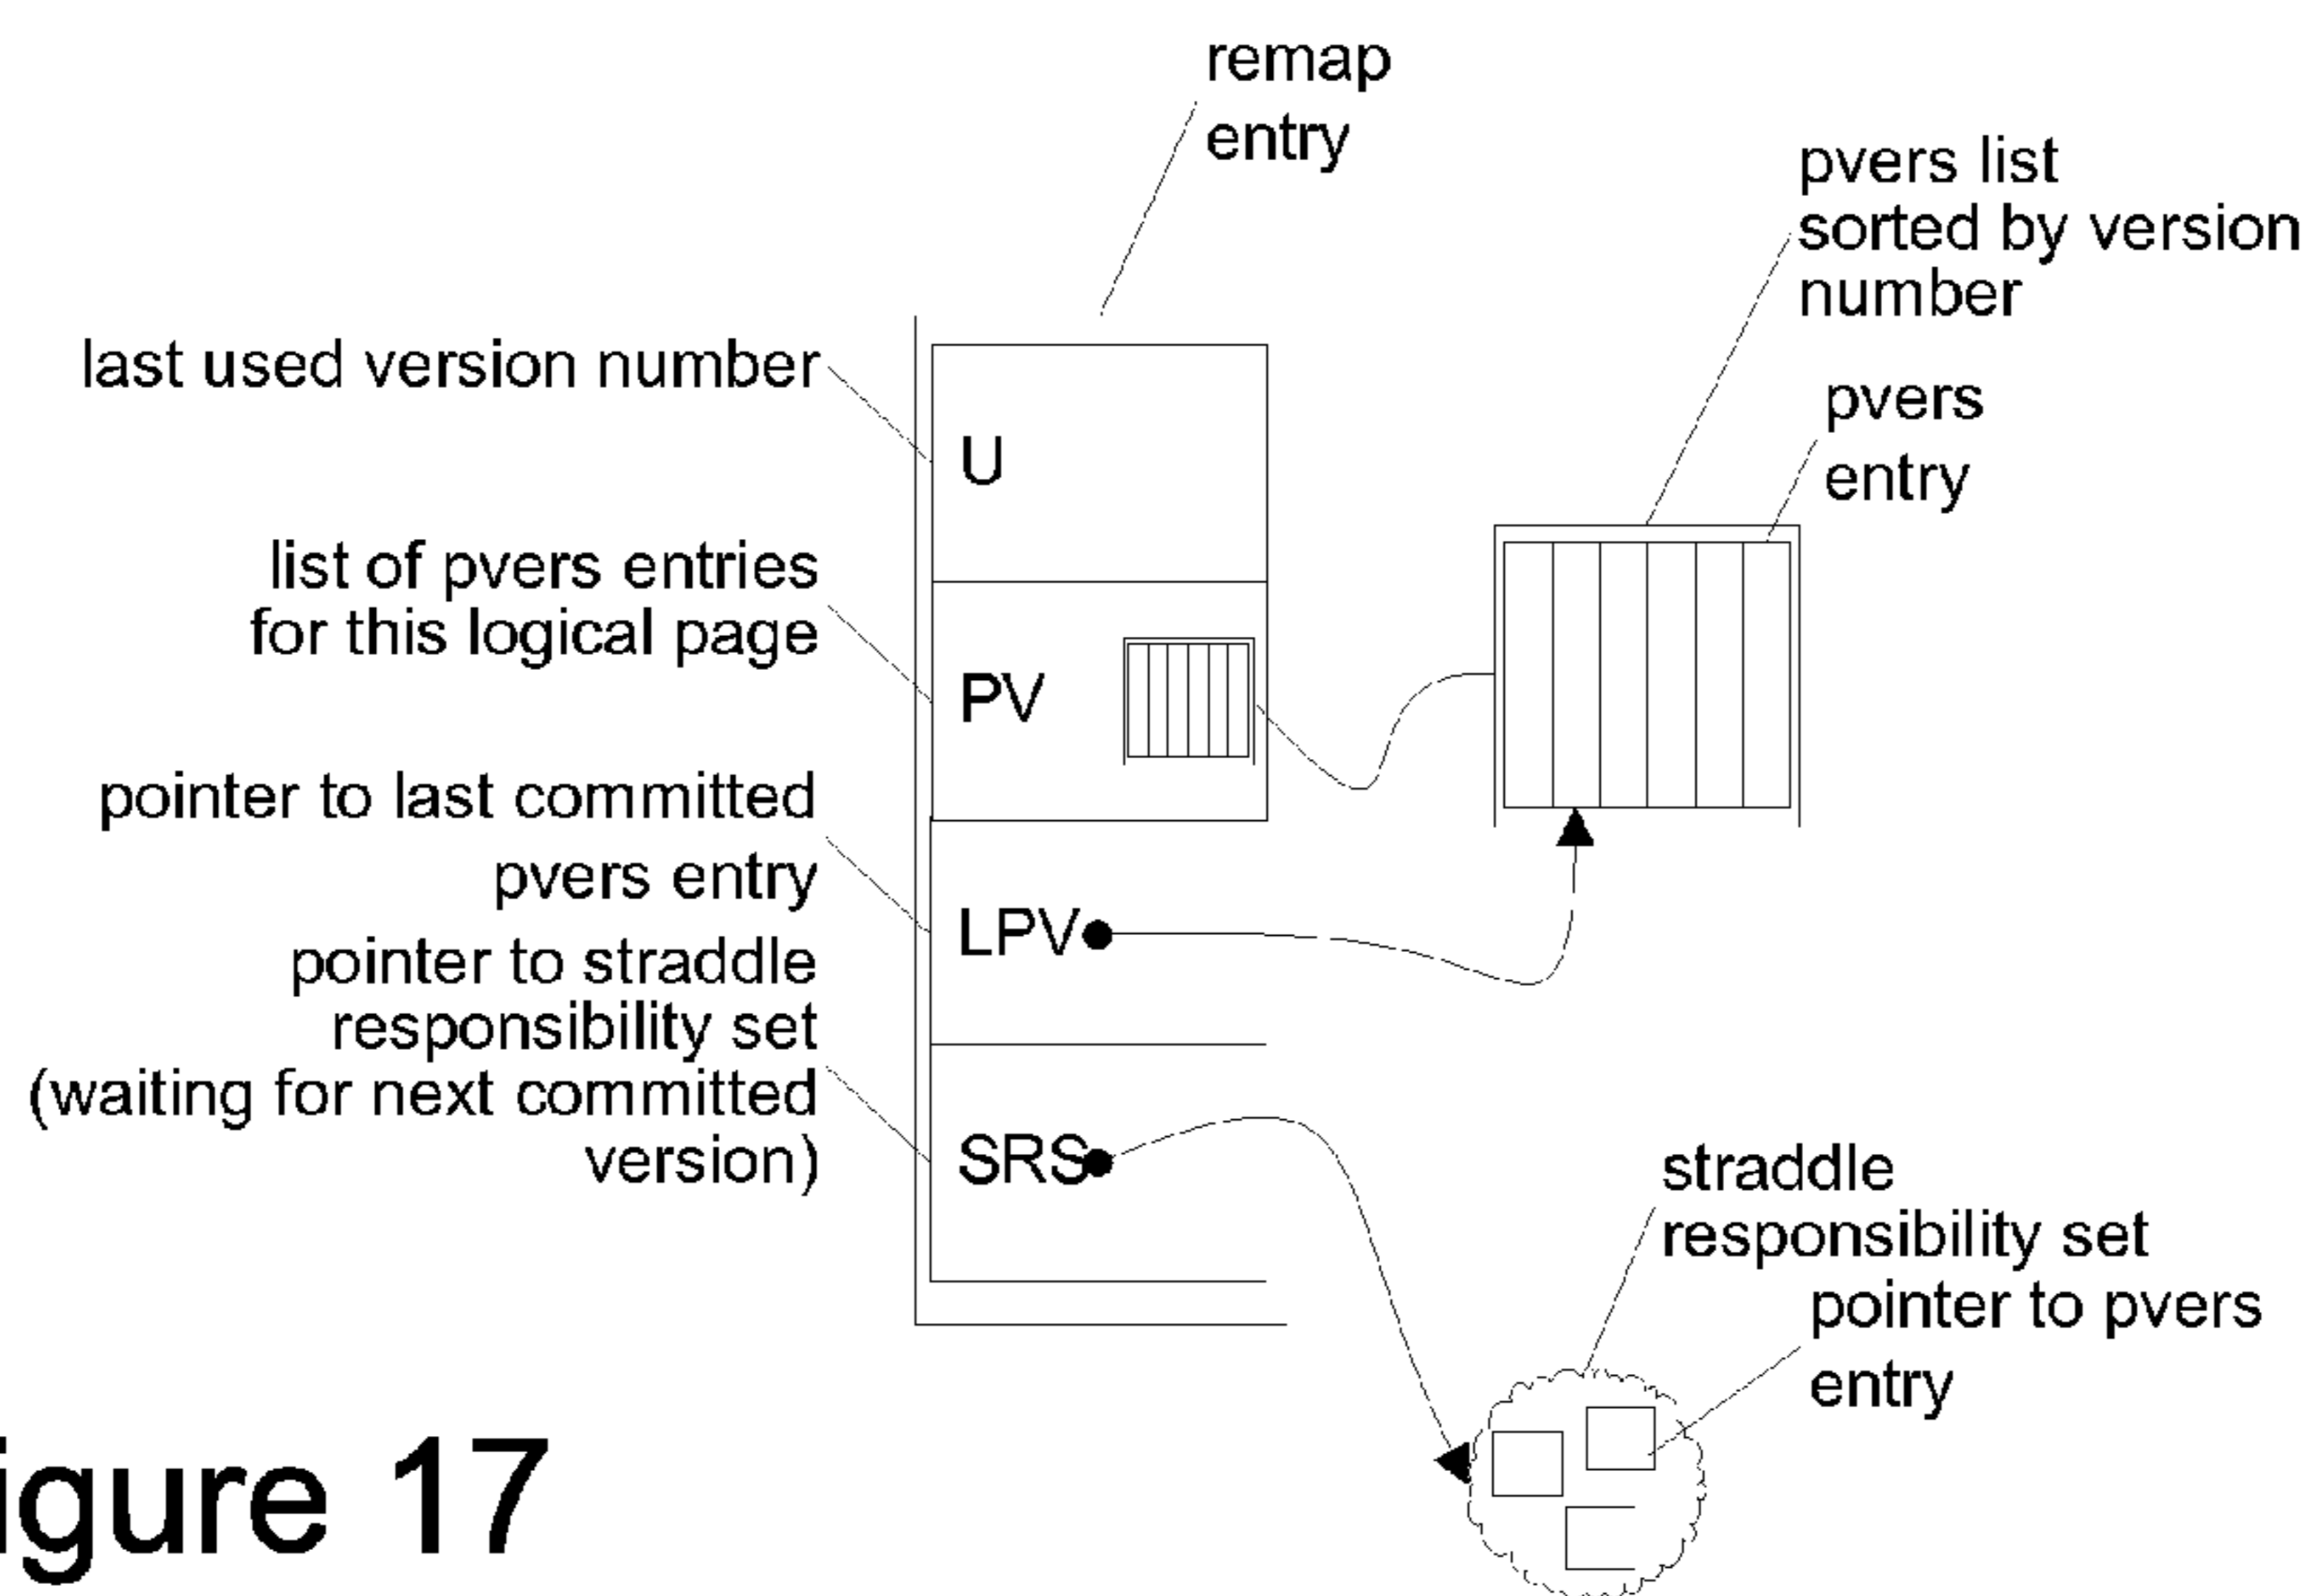 remap
entry
pvers list
sorted by version
number
pvers
entry
last used version number
U
list of pvers entries
for this logical page
PV
pointer to last committed
pvers entry
LPV
pointer to straddle
responsibility set
(waiting for next committed
version)
SRS
straddle
responsibility set
pointer to pvers
entry
igure 17